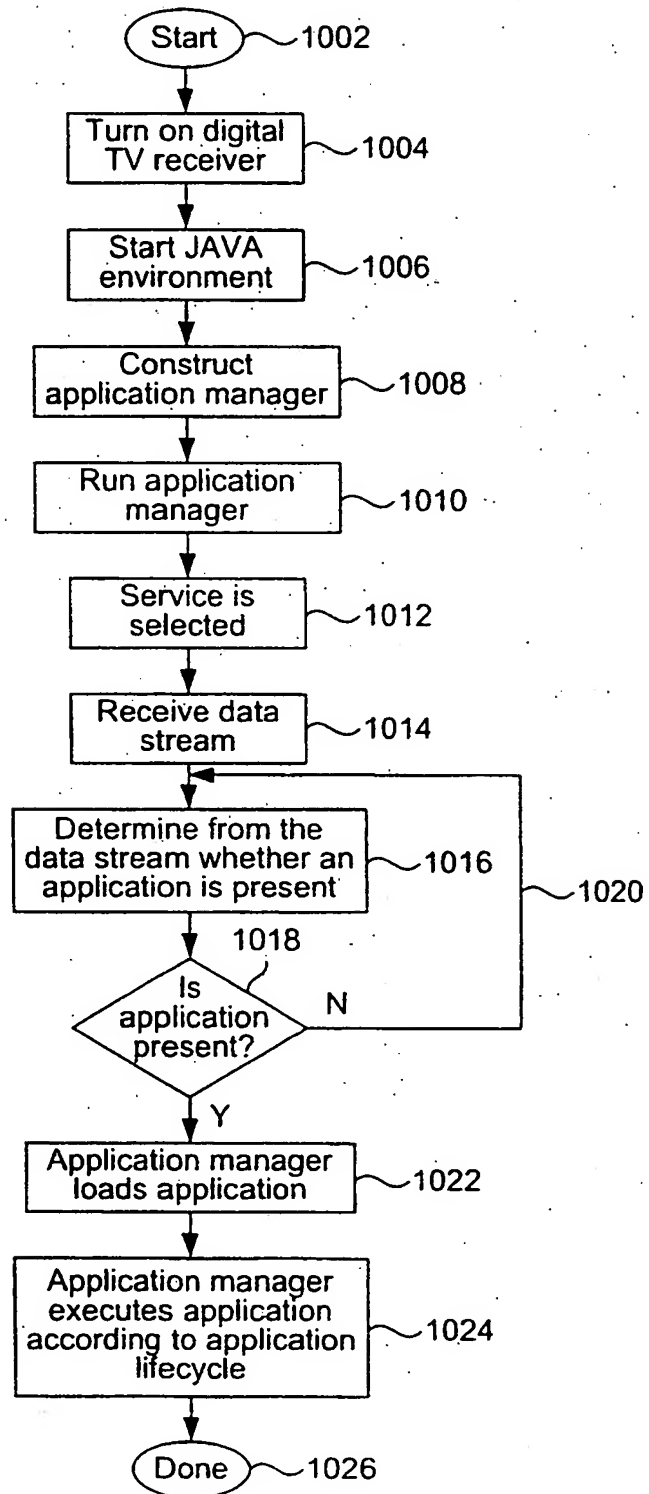 Start
1002
Turn on digital
TV receiver
1004
Start JAVA
environment
1006
Construct
application manager
1008
Run application
manager
1010
Service is
selected
1012
Receive data
stream
1014
Determine from the
data stream whether an
application is present
1016
1020
1018
Is
application
present?
N
Y
Application manager
loads application
1022
Application manager
executes application
according to application
lifecycle
1024
Done
1026